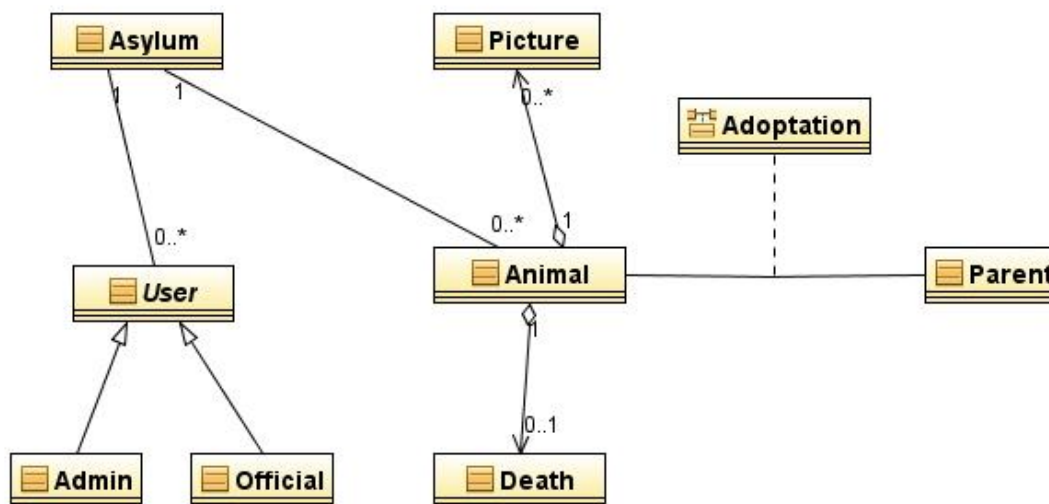 Asylum
Picture
1
1
0..*
Adoptation
0..*
0..*
1
User
Animal
Parent
1
0..1
Admin
Official
Death